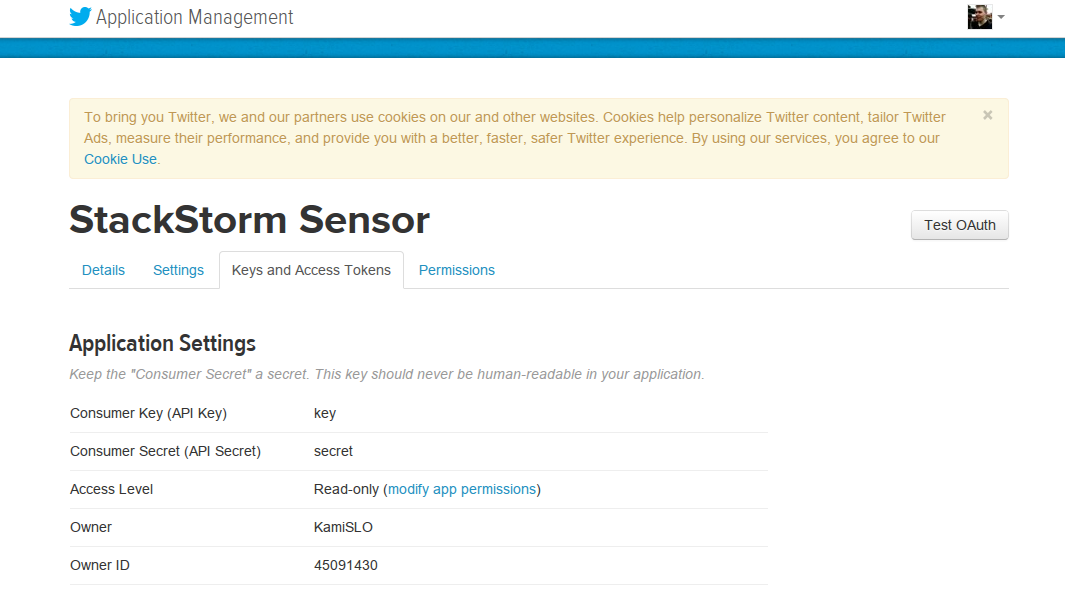 Application Management
To bring you Twitter, we and our partners use cookies on our and other websites. Cookies help personalize Twitter content, tailor Twitter
Ads, measure their performance, and provide you with a better, faster, safer Twitter experience. By using our services, you agree to our
Cookie Use.
×
StackStorm Sensor
Test OAuth
Details Settings Keys and Access Tokens Permissions
Application Settings
Keep the "Consumer Secret" a secret. This key should never be human-readable in your application.
Consumer Key (API Key) key
Consumer Secret (API Secret) secret
Access Level Read-only (modify app permissions)
Owner KamiSLO
Owner ID 45091430